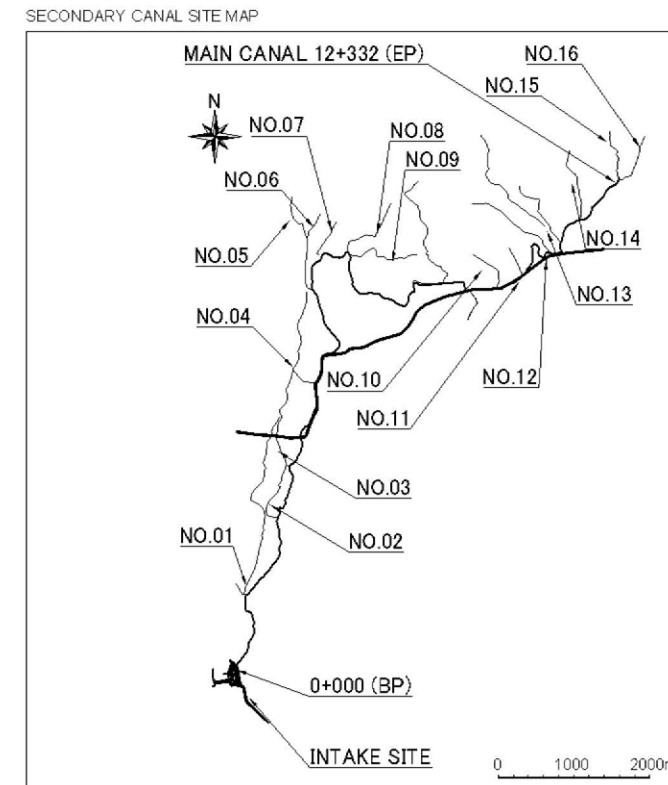 SECONDARY CANAL SITE MAP
MAIN CANAL 12+332 (EP)
NO.16
NO.15
N
NO.07
NO.08
NO.09
NO.06
NO.05
NO.14
NO.13
NO.04
NO.10
NO.12
NO.11
NO.03
NO.01
NO.02
0+000 (BP)
INTAKE SITE
0 1000 2000m